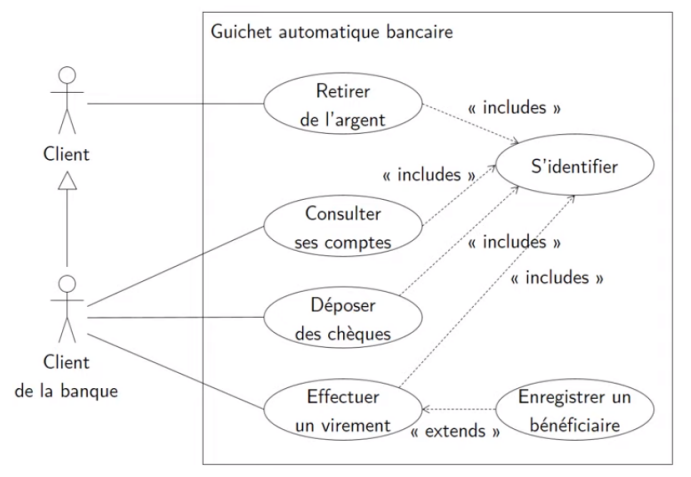 Guichet automatique bancaire
Retirer
de l'argent
« includes »
Client
S'identifier
« includes »
Consulter
ses comptes
« includes »
« includes »
Déposer
des chèques
Client
de la banque
Effectuer
un virement
« extends »
Enregistrer un
bénéficiaire